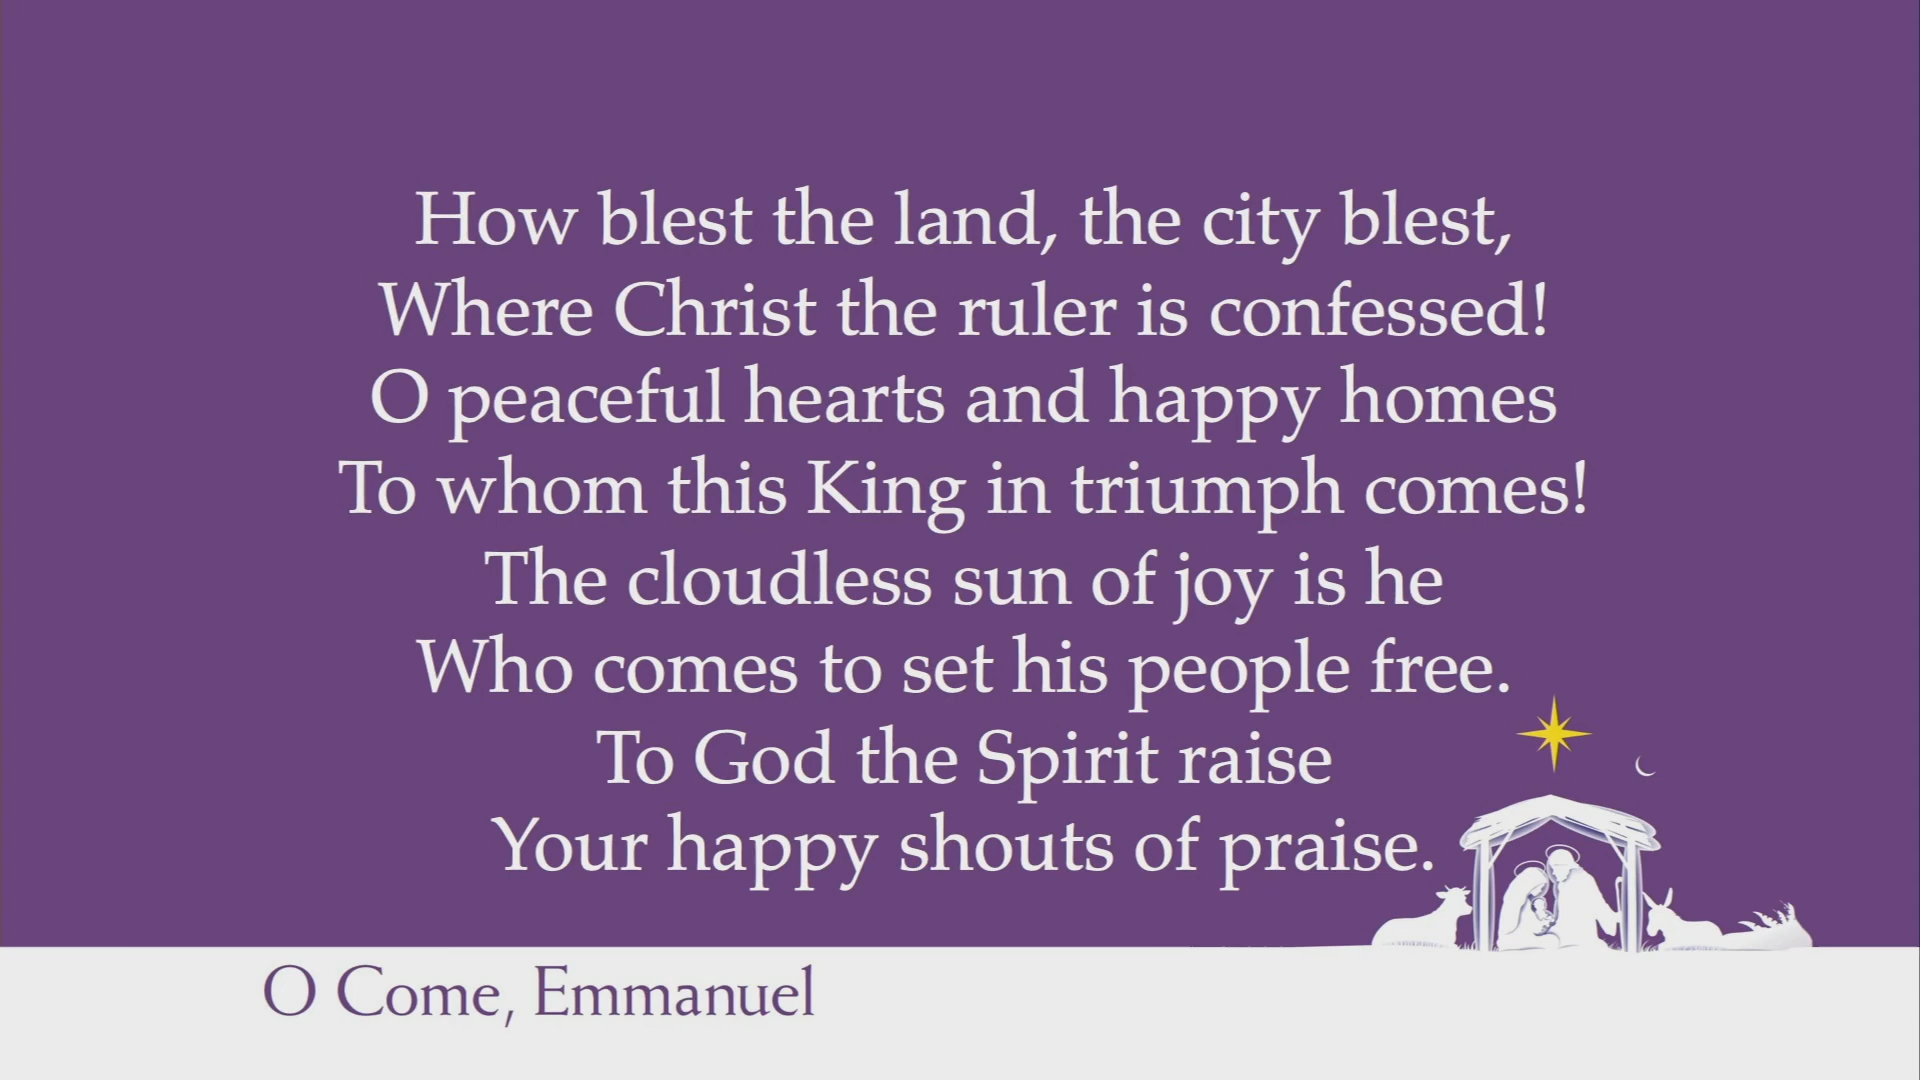 How blest the land, the city blest,
Where Christ the ruler is confessed!
O peaceful hearts and happy homes
To whom this King in triumph comes!
The cloudless sun of joy is he
Who comes to set his people free.
To God the Spirit raise
Your happy shouts of praise.
O Come, Emmanuel